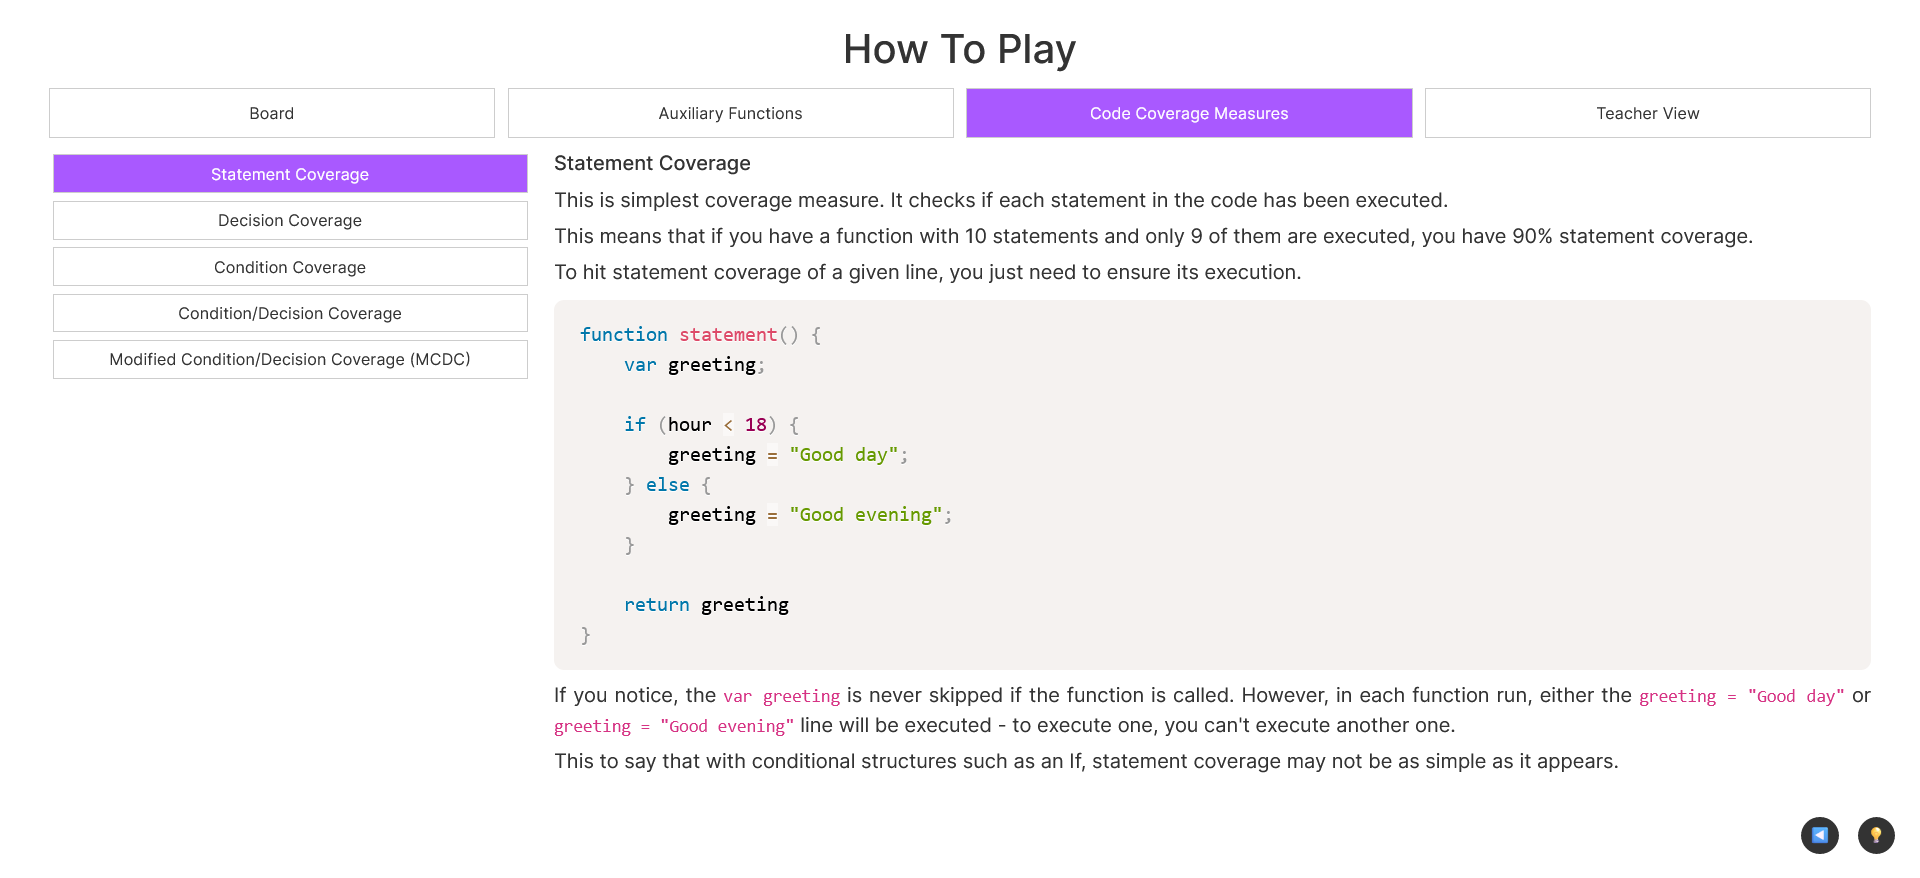 How To Play
Board
Auxiliary Functions
Code Coverage Measures
Teacher View
Statement Coverage
Decision Coverage
Condition Coverage
Condition/Decision Coverage
Modified Condition/Decision Coverage (MCDC)
Statement Coverage
This is simplest coverage measure. It checks if each statement in the code has been executed.
This means that if you have a function with 10 statements and only 9 of them are executed, you have 90% statement coverage.
To hit statement coverage of a given line, you just need to ensure its execution.
function statement() {
    var greeting;
    if (hour < 18) {
        greeting = "Good day";
    } else {
        greeting = "Good evening";
    }
    return greeting
}
If you notice, the var greeting is never skipped if the function is called. However, in each function run, either the greeting = "Good day" or
greeting = "Good evening" line will be executed - to execute one, you can't execute another one.
This to say that with conditional structures such as an If, statement coverage may not be as simple as it appears.